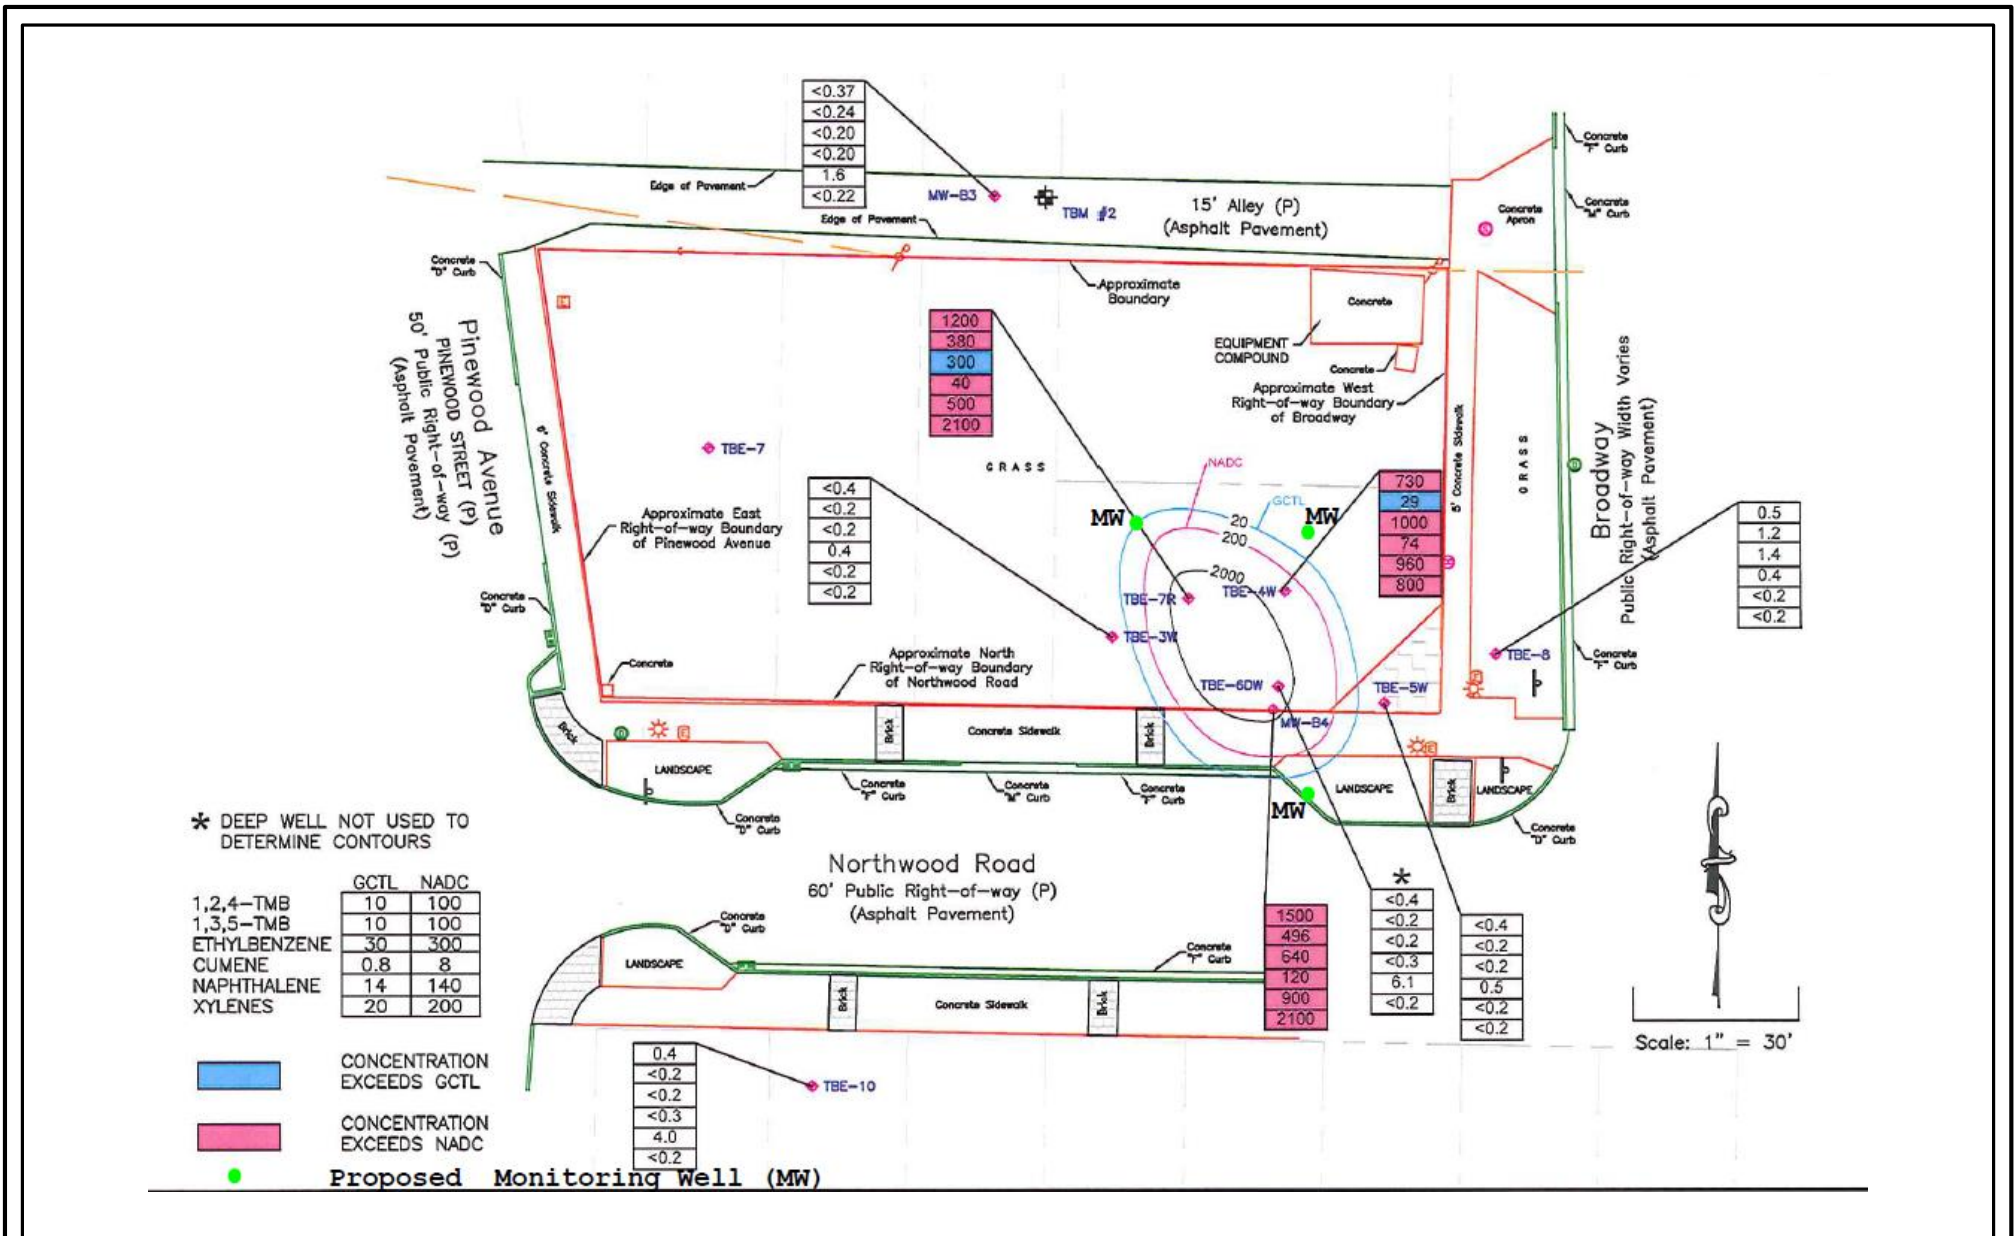 <0.37
<0.24
<0.20
<0.20
1.6
<0.22
Edge of Pavement
MW-B3
TBM #2
15' Alley (P)
(Asphalt Pavement)
Edge of Pavement
Concrete
"F" Curb
Concrete
"M" Curb
Concrete
Apron
Concrete
"D" Curb
Approximate
Boundary
Concrete
EQUIPMENT
COMPOUND
Concrete
Approximate West
Right-of-way Boundary
of Broadway
Pinewood Avenue
PINEWOOD STREET (P)
50' Public Right-of-way (P)
(Asphalt Pavement)
6' Concrete Sidewalk
1200
380
300
40
500
2100
TBE-7
GRASS
NADC
GCTL
MW
MW
20
200
2000
730
29
1000
74
960
800
5' Concrete Sidewalk
GRASS
Broadway
Public Right-of-way Width Varies
(Asphalt Pavement)
0.5
1.2
1.4
0.4
<0.2
<0.2
<0.4
<0.2
<0.2
0.4
<0.2
<0.2
Approximate East
Right-of-way Boundary
of Pinewood Avenue
Concrete
"D" Curb
TBE-7R
TBE-4W
TBE-3W
TBE-6DW
MW-B4
TBE-5W
TBE-8
Concrete
"F" Curb
Concrete
Approximate North
Right-of-way Boundary
of Northwood Road
Brick
Brick
Concrete Sidewalk
Brick
LANDSCAPE
Concrete
"F" Curb
Concrete
"M" Curb
Concrete
"F" Curb
Concrete
"D" Curb
MW
LANDSCAPE
Brick
LANDSCAPE
Concrete
"D" Curb
* DEEP WELL NOT USED TO
DETERMINE CONTOURS
GCTL NADC
1,2,4-TMB 10 100
1,3,5-TMB 10 100
ETHYLBENZENE 30 300
CUMENE 0.8 8
NAPHTHALENE 14 140
XYLENES 20 200
Northwood Road
60' Public Right-of-way (P)
(Asphalt Pavement)
Concrete
"D" Curb
LANDSCAPE
Brick
Concrete Sidewalk
Brick
Concrete
"F" Curb
1500
496
640
120
900
2100
*
<0.4
<0.2
<0.2
<0.3
6.1
<0.2
<0.4
<0.2
<0.2
0.5
<0.2
<0.2
Scale: 1" = 30'
0.4
<0.2
<0.2
<0.3
4.0
<0.2
TBE-10
CONCENTRATION
EXCEEDS GCTL
CONCENTRATION
EXCEEDS NADC
Proposed Monitoring Well (MW)